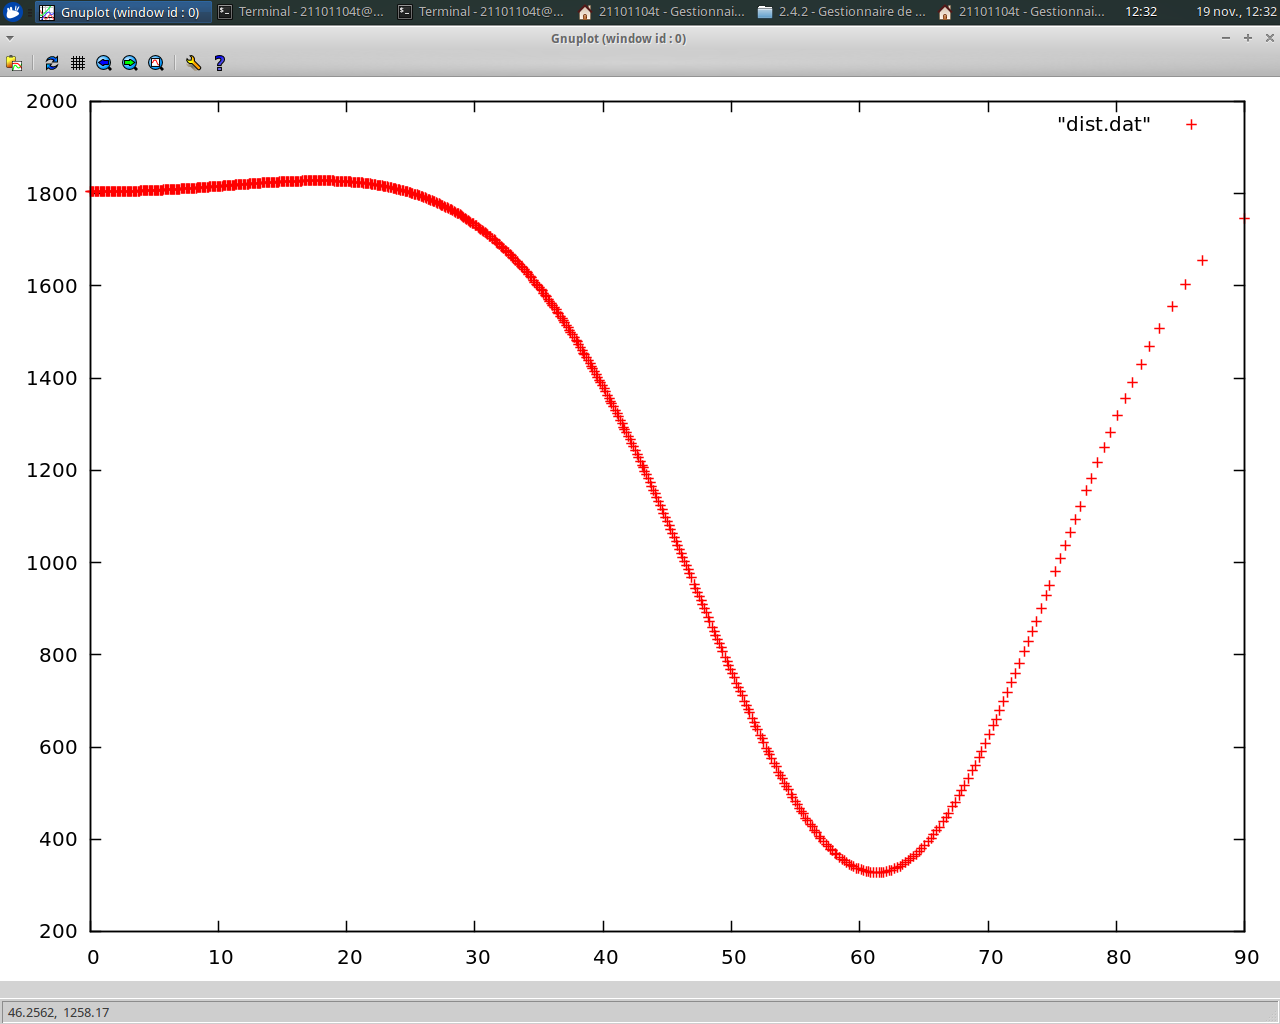 Gnuplot (window id : 0)
Terminal - 21101104t@...
Terminal - 21101104t@...
21101104t - Gestionnai...
2.4.2 - Gestionnaire de ...
21101104t - Gestionnai...
12:32
19 nov., 12:32
Gnuplot (window id : 0)
2000
1800
1600
1400
1200
1000
800
600
400
200
"dist.dat"
0 10 20 30 40 50 60 70 80 90
46.2562, 1258.17